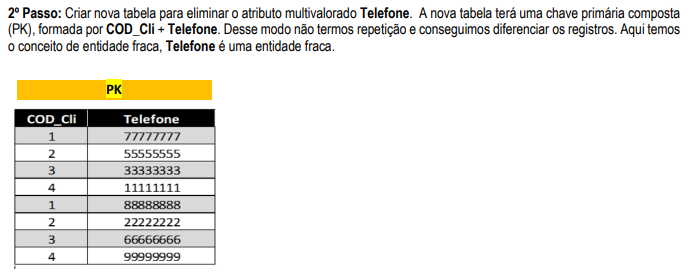 2º Passo: Criar nova tabela para eliminar o atributo multivalorado Telefone. A nova tabela terá uma chave primária composta
(PK), formada por COD_Cli + Telefone. Desse modo não termos repetição e conseguimos diferenciar os registros. Aqui temos
o conceito de entidade fraca, Telefone é uma entidade fraca.
PK
COD_Cli Telefone
1 77777777
2 55555555
3 33333333
4 11111111
1 88888888
2 22222222
3 66666666
4 99999999